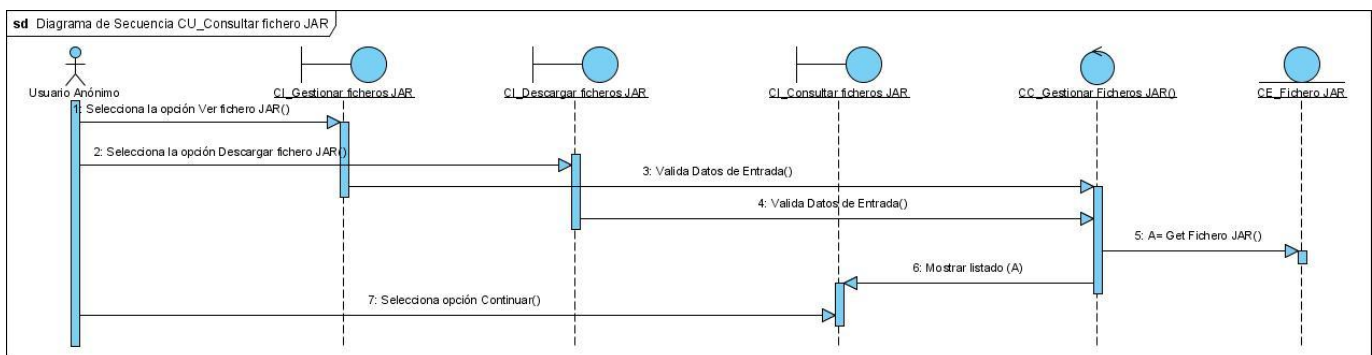 sd Diagrama de Secuencia CU_Consultar fichero JAR
Usuario Anónimo
CI_Gestionar ficheros JAR
CI_Descargar ficheros JAR
CI_Consultar ficheros JAR
CC_Gestionar Ficheros JAR()
CE_Fichero JAR
1: Selecciona la opción Ver fichero JAR()
2: Selecciona la opción Descargar fichero JAR()
3: Valida Datos de Entrada()
4: Valida Datos de Entrada()
5: A= Get Fichero JAR()
6: Mostrar listado (A)
7: Selecciona opción Continuar()